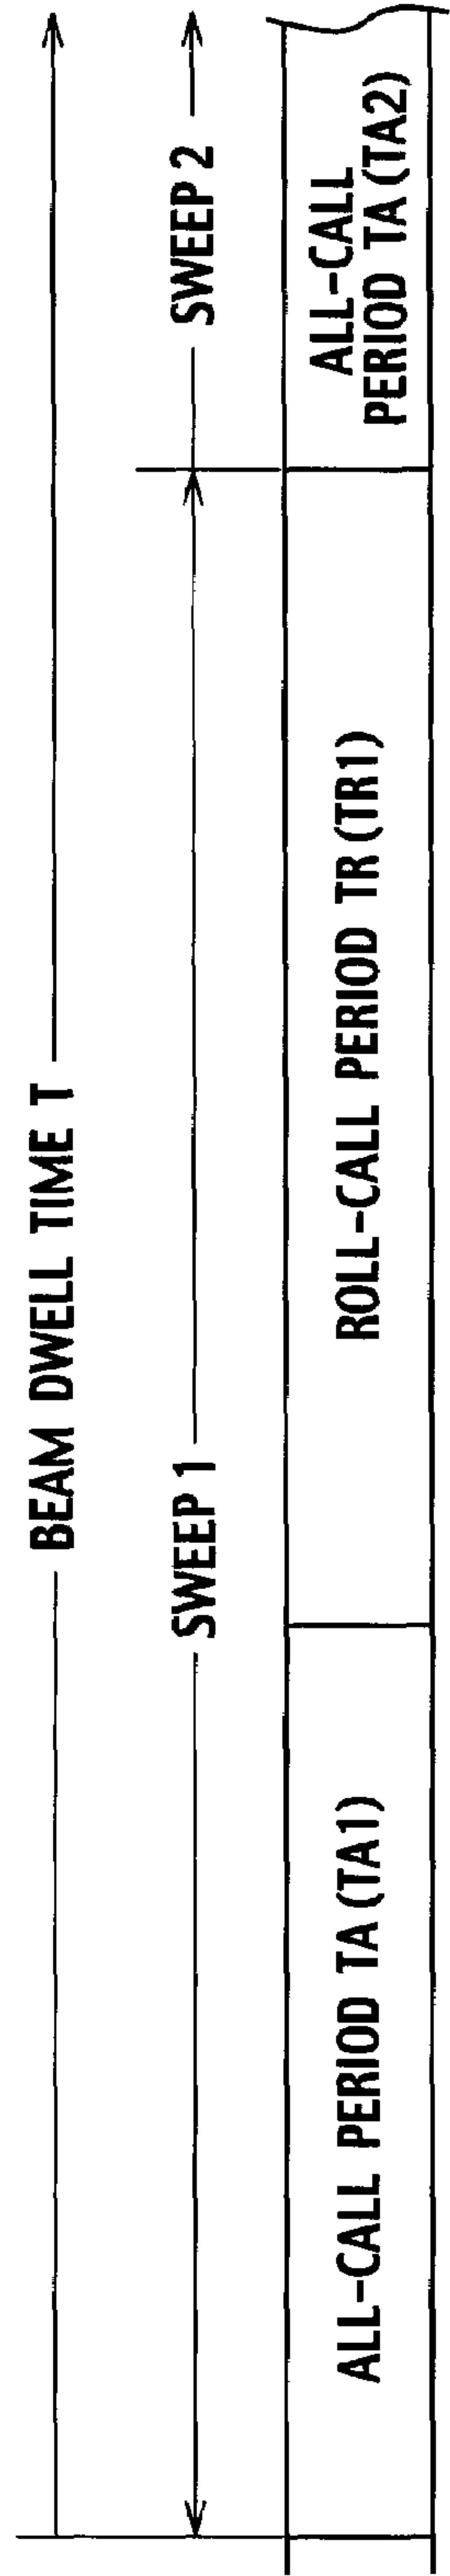 BEAM DWELL TIME T
SWEEP 1
SWEEP 2
ALL-CALL PERIOD TA (TA1)
ROLL-CALL PERIOD TR (TR1)
ALL-CALL
PERIOD TA (TA2)